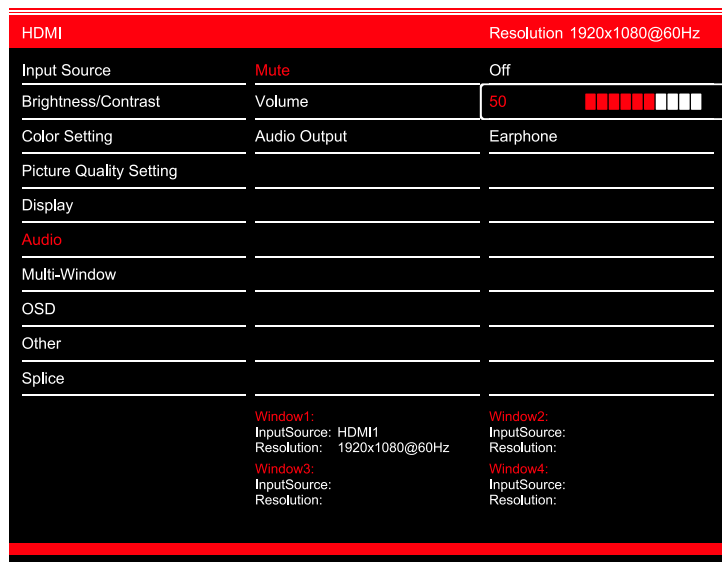 HDMI Resolution 1920x1080@60Hz
Input Source Mute Off
Brightness/Contrast Volume 50
Color Setting Audio Output Earphone
Picture Quality Setting
Display
Audio
Multi-Window
OSD
Other
Splice
Window1: Window2:
InputSource: HDMI1 InputSource:
Resolution: 1920x1080@60Hz Resolution:
Window3: Window4:
InputSource: InputSource:
Resolution: Resolution: